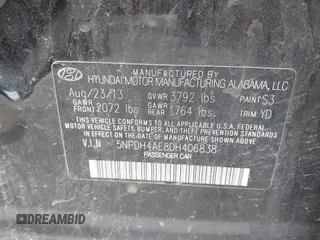 MANUFACTURED BY
HYUNDAI MOTOR MANUFACTURING ALABAMA, LLC
Aug/23/13 GVWR 3792 lbs PAINT S3
GAWR FRONT 2072 lbs GAWR REAR 1764 lbs TRIM YD
THIS VEHICLE CONFORMS TO ALL APPLICABLE U.S.A. FEDERAL
MOTOR VEHICLE SAFETY, BUMPER, AND THEFT PREVENTION STANDARDS
IN EFFECT ON THE DATE OF MANUFACTURE SHOWN ABOVE.
V.I.N 5NPDH4AE8DH406838
PASSENGER CAR
DREAMBID